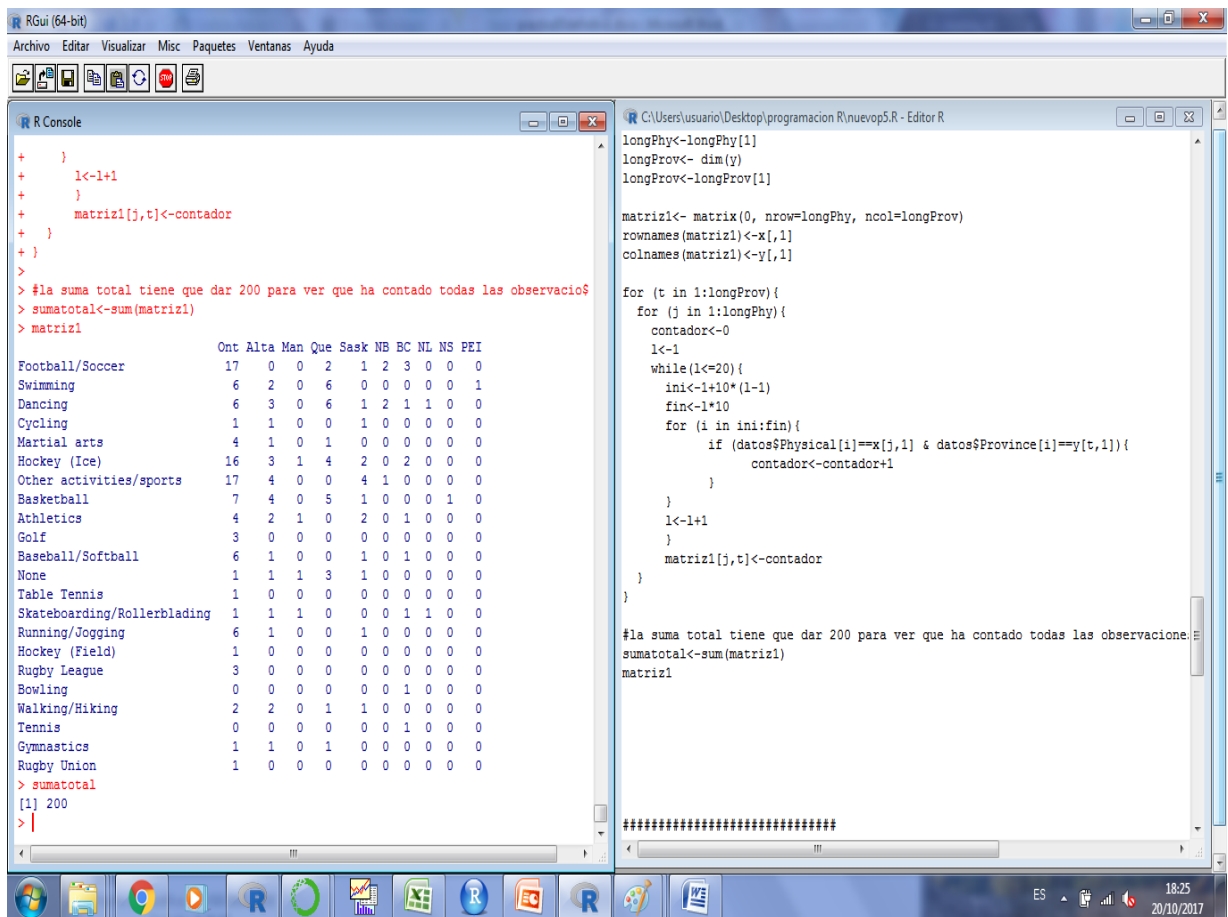 RGui (64-bit)
Archivo Editar Visualizar Misc Paquetes Ventanas Ayuda
STOP
R Console
+ }
+ l<-l+1
+ }
+ matriz1[j,t]<-contador
+ }
+ }
>
> #la suma total tiene que dar 200 para ver que ha contado todas las observacio$
> sumatotal<-sum(matriz1)
> matriz1
Ont Alta Man Que Sask NB BC NL NS PEI
Football/Soccer 17 0 0 2 1 2 3 0 0 0
Swimming 6 2 0 6 0 0 0 0 0 1
Dancing 6 3 0 6 1 2 1 1 0 0
Cycling 1 1 0 0 1 0 0 0 0 0
Martial arts 4 1 0 1 0 0 0 0 0 0
Hockey (Ice) 16 3 1 4 2 0 2 0 0 0
Other activities/sports 17 4 0 0 4 1 0 0 0 0
Basketball 7 4 0 5 1 0 0 0 1 0
Athletics 4 2 1 0 2 0 1 0 0 0
Golf 3 0 0 0 0 0 0 0 0 0
Baseball/Softball 6 1 0 0 1 0 1 0 0 0
None 1 1 1 3 1 0 0 0 0 0
Table Tennis 1 0 0 0 0 0 0 0 0 0
Skateboarding/Rollerblading 1 1 1 0 0 0 1 1 0 0
Running/Jogging 6 1 0 0 1 0 0 0 0 0
Hockey (Field) 1 0 0 0 0 0 0 0 0 0
Rugby League 3 0 0 0 0 0 0 0 0 0
Bowling 0 0 0 0 0 0 1 0 0 0
Walking/Hiking 2 2 0 1 1 0 0 0 0 0
Tennis 0 0 0 0 0 0 1 0 0 0
Gymnastics 1 1 0 1 0 0 0 0 0 0
Rugby Union 1 0 0 0 0 0 0 0 0 0
> sumatotal
[1] 200
>
C:\Users\usuario\Desktop\programacion R\nuevop5.R - Editor R
longPhy<-longPhy[1]
longProv<- dim(y)
longProv<-longProv[1]
matriz1<- matrix(0, nrow=longPhy, ncol=longProv)
rownames(matriz1)<-x[,1]
colnames(matriz1)<-y[,1]
for (t in 1:longProv){
for (j in 1:longPhy){
contador<-0
l<-1
while(l<=20){
ini<-1+10*(l-1)
fin<-l*10
for (i in ini:fin){
if (datos$Physical[i]==x[j,1] & datos$Province[i]==y[t,1]){
contador<-contador+1
}
}
l<-l+1
}
matriz1[j,t]<-contador
}
}
#la suma total tiene que dar 200 para ver que ha contado todas las observacione
sumatotal<-sum(matriz1)
matriz1
##############################
ES
18:25
20/10/2017